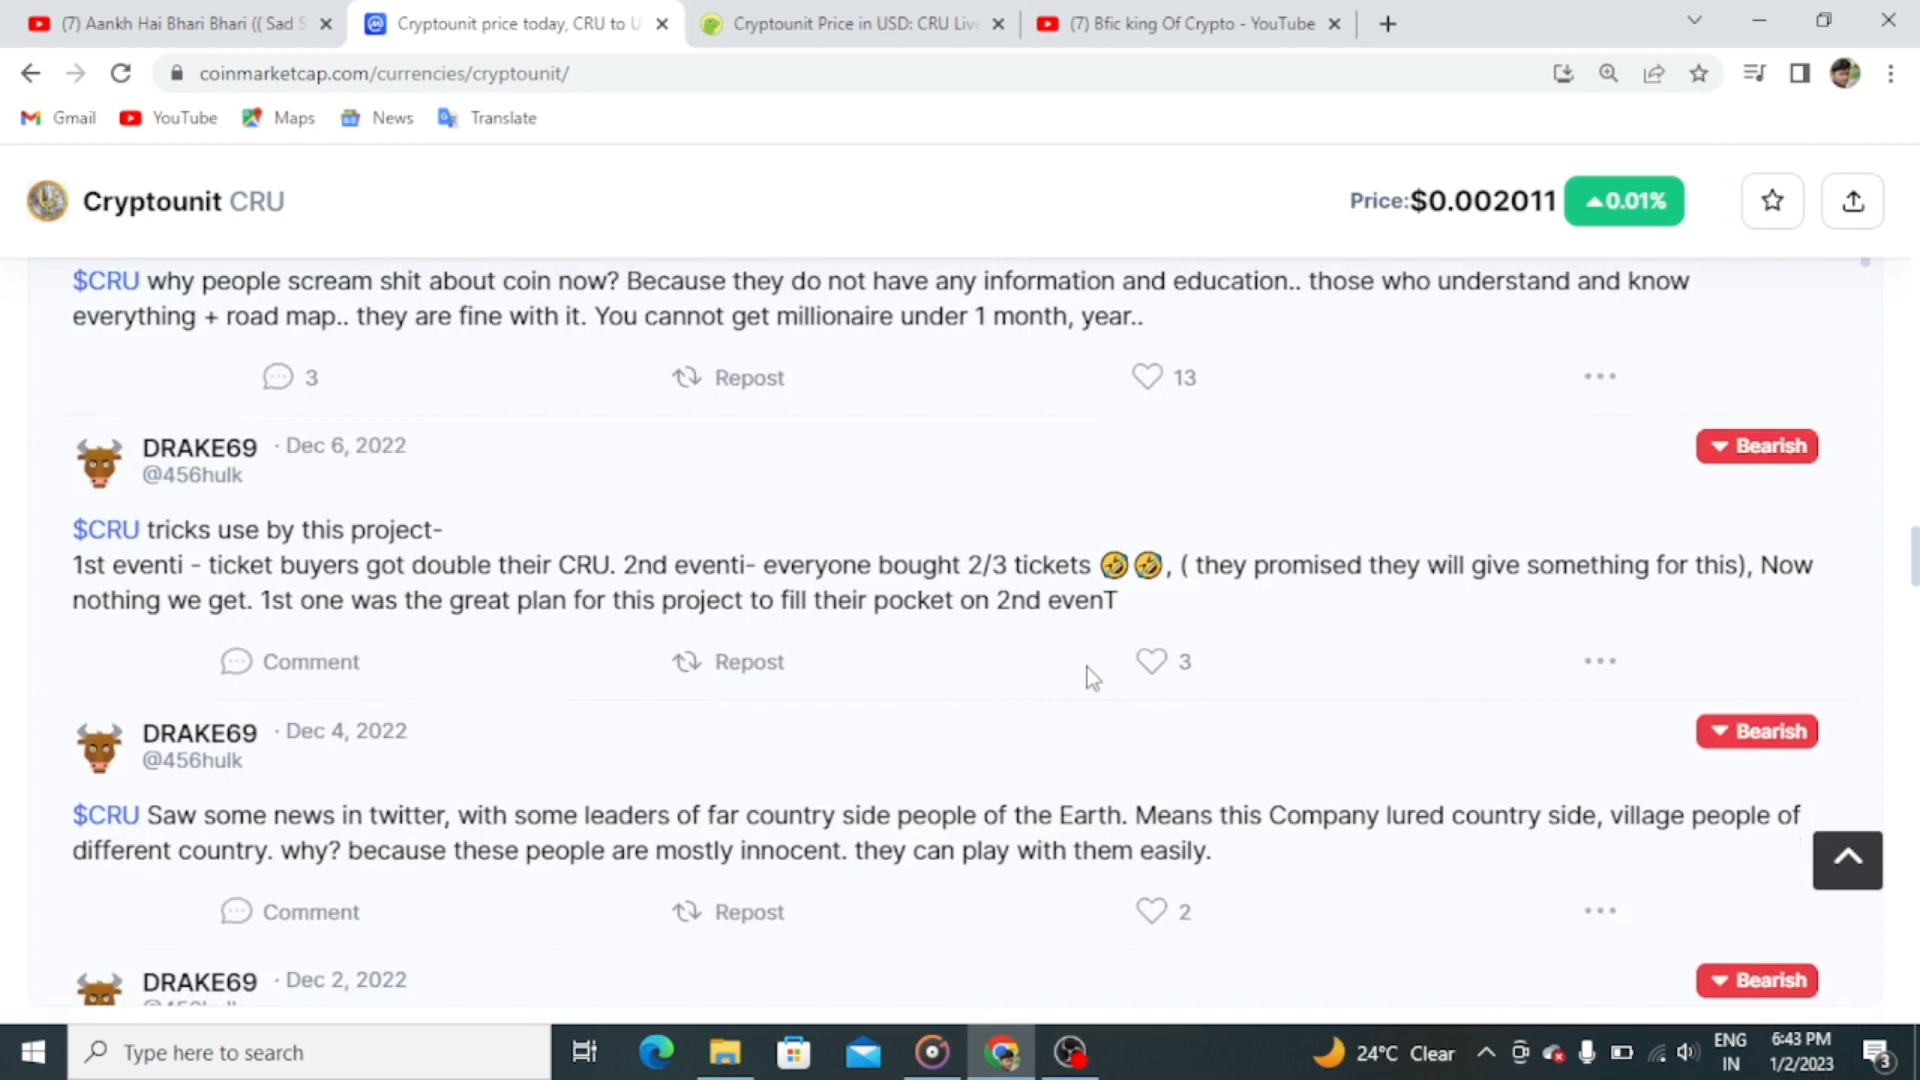 (7) Aankh Hai Bhari Bhari (( Sad S
Cryptounit price today, CRU to U
Cryptounit Price in USD: CRU Live
(7) Bfic king Of Crypto - YouTube
coinmarketcap.com/currencies/cryptounit/
Gmail
YouTube
Maps
News
Translate
Cryptounit CRU
Price:$0.002011
0.01%
$CRU why people scream shit about coin now? Because they do not have any information and education.. those who understand and know
everything + road map.. they are fine with it. You cannot get millionaire under 1 month, year..
3
Repost
13
DRAKE69 · Dec 6, 2022
Bearish
@456hulk
$CRU tricks use by this project-
1st eventi - ticket buyers got double their CRU. 2nd eventi- everyone bought 2/3 tickets 🤣🤣, ( they promised they will give something for this), Now
nothing we get. 1st one was the great plan for this project to fill their pocket on 2nd evenT
Comment
Repost
3
DRAKE69 · Dec 4, 2022
Bearish
@456hulk
$CRU Saw some news in twitter, with some leaders of far country side people of the Earth. Means this Company lured country side, village people of
different country. why? because these people are mostly innocent. they can play with them easily.
Comment
Repost
2
DRAKE69 · Dec 2, 2022
Bearish
Type here to search
24°C Clear
ENG
IN
6:43 PM
1/2/2023
3